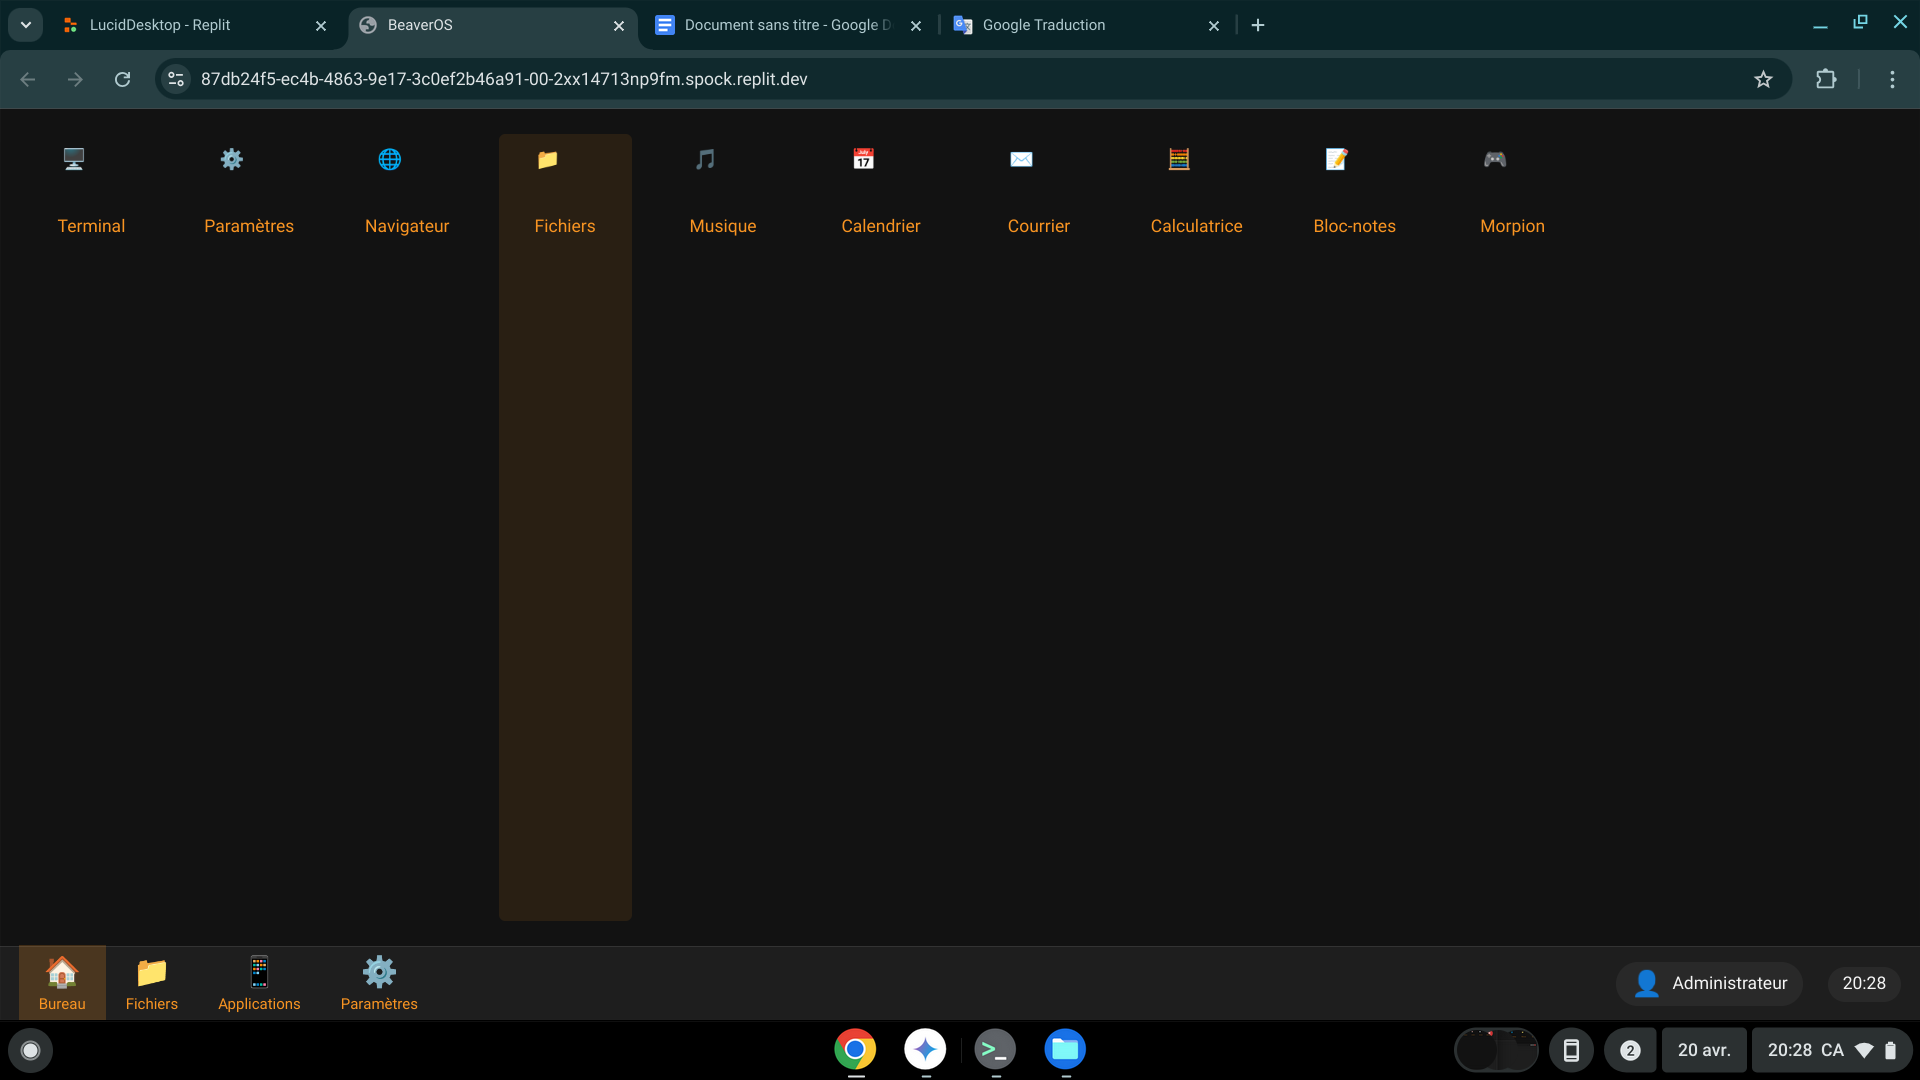 LucidDesktop - Replit
BeaverOS
Document sans titre - Google D
Google Traduction
87db24f5-ec4b-4863-9e17-3c0ef2b46a91-00-2xx14713np9fm.spock.replit.dev
Terminal
Paramètres
Navigateur
Fichiers
Musique
Calendrier
Courrier
Calculatrice
Bloc-notes
Morpion
Bureau
Fichiers
Applications
Paramètres
Administrateur
20:28
2
20 avr.
20:28 CA